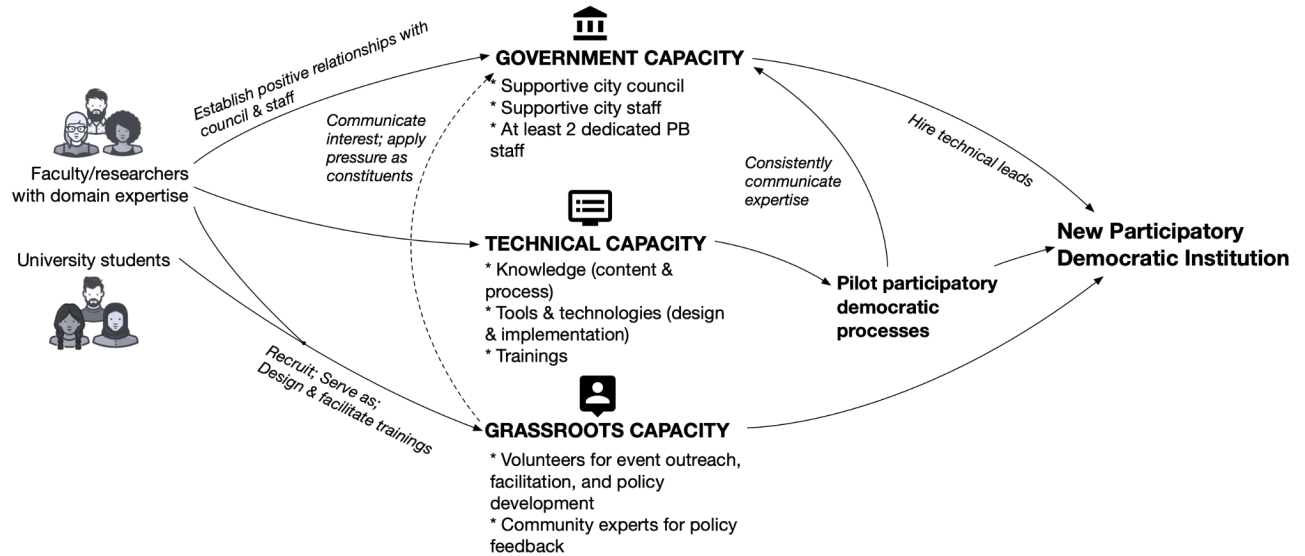 Establish positive relationships with
council & staff
Faculty/researchers
with domain expertise
University students
Recruit; Serve as;
Design & facilitate trainings
Communicate
interest; apply
pressure as
constituents
GOVERNMENT CAPACITY
* Supportive city council
* Supportive city staff
* At least 2 dedicated PB
staff
TECHNICAL CAPACITY
* Knowledge (content &
process)
* Tools & technologies (design
& implementation)
* Trainings
GRASSROOTS CAPACITY
* Volunteers for event outreach,
facilitation, and policy
development
* Community experts for policy
feedback
Consistently
communicate
expertise
Hire technical leads
Pilot participatory
democratic
processes
New Participatory
Democratic Institution